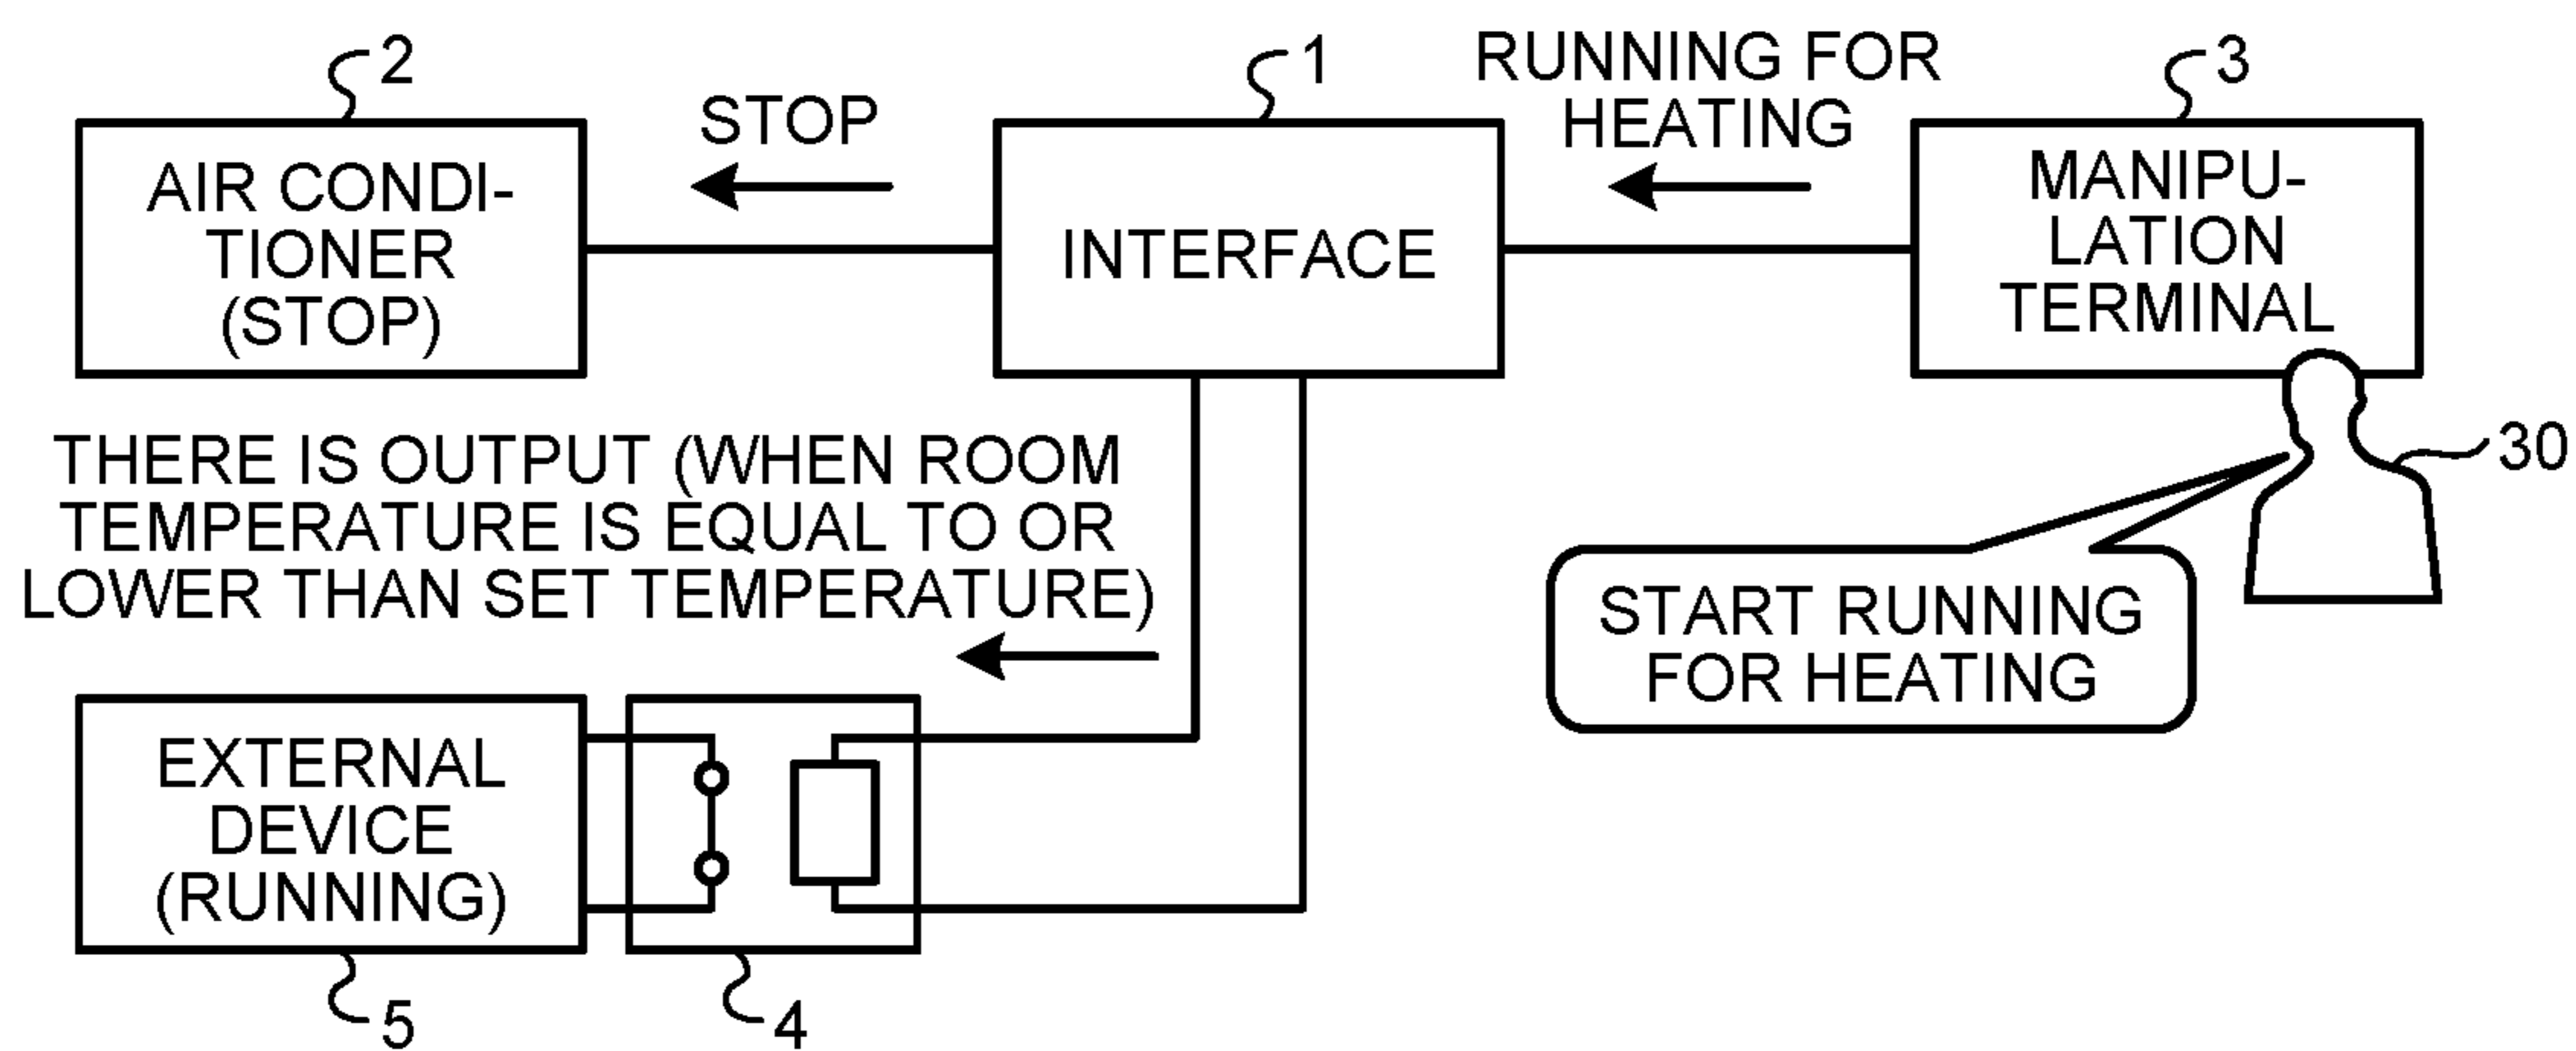 2
1
3
STOP
RUNNING FOR
HEATING
AIR CONDI-
TIONER
(STOP)
INTERFACE
MANIPU-
LATION
TERMINAL
30
THERE IS OUTPUT (WHEN ROOM
TEMPERATURE IS EQUAL TO OR
LOWER THAN SET TEMPERATURE)
START RUNNING
FOR HEATING
EXTERNAL
DEVICE
(RUNNING)
5
4